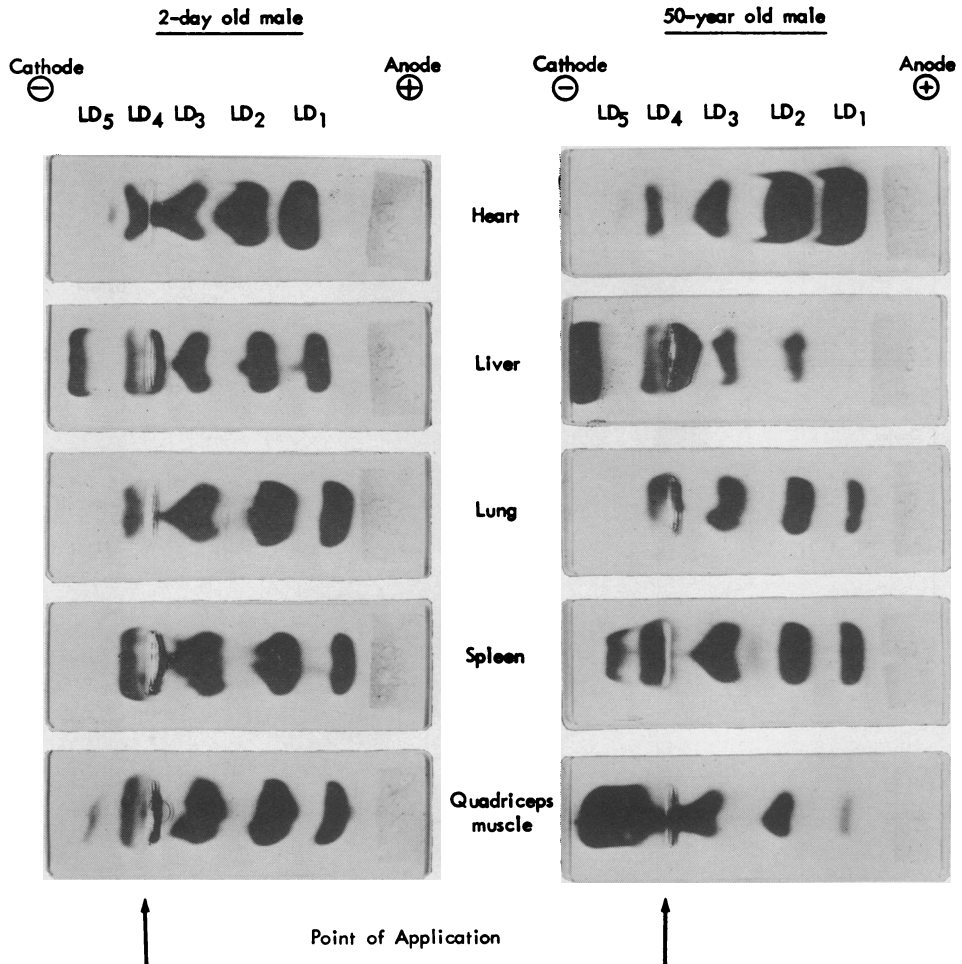 2-day old male
50-year old male
Cathode
Anode
Cathode
Anode
⊖
⊕
⊖
⊕
LD5 LD4 LD3 LD2 LD1
LD5 LD4 LD3 LD2 LD1
Heart
Liver
Lung
Spleen
Quadriceps
muscle
Point of Application